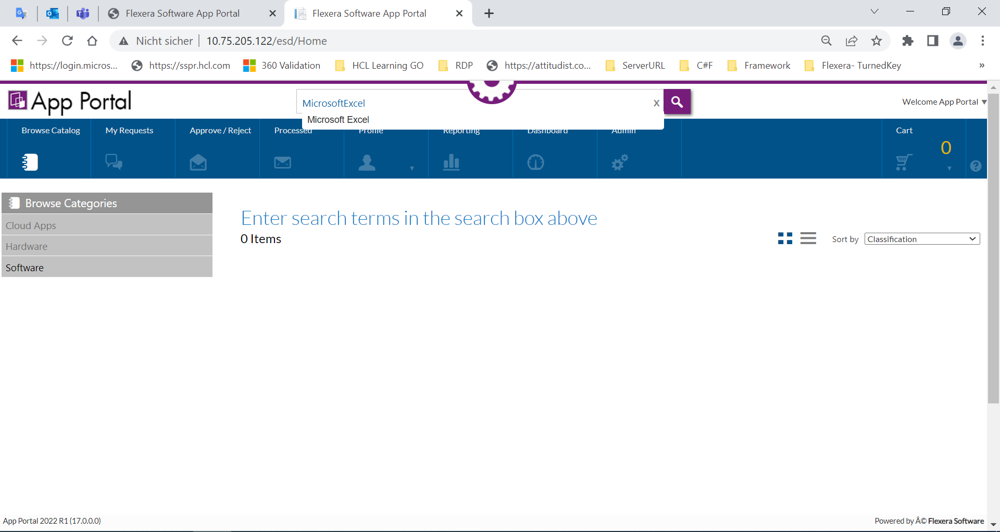 Flexera Software App Portal
Flexera Software App Portal
Nicht sicher 10.75.205.122/esd/Home
https://login.micros... https://sspr.hcl.com 360 Validation HCL Learning GO RDP https://attitudist.co... ServerURL C#F Framework Flexera- TurnedKey »
App Portal
MicrosoftExcel X
Welcome App Portal
Microsoft Excel
Browse Catalog My Requests Approve / Reject Processed Profile Reporting Dashboard Admin Cart
0
Browse Categories
Cloud Apps
Hardware
Software
Enter search terms in the search box above
0 Items
Sort by Classification
App Portal 2022 R1 (17.0.0.0)
Powered by Â© Flexera Software